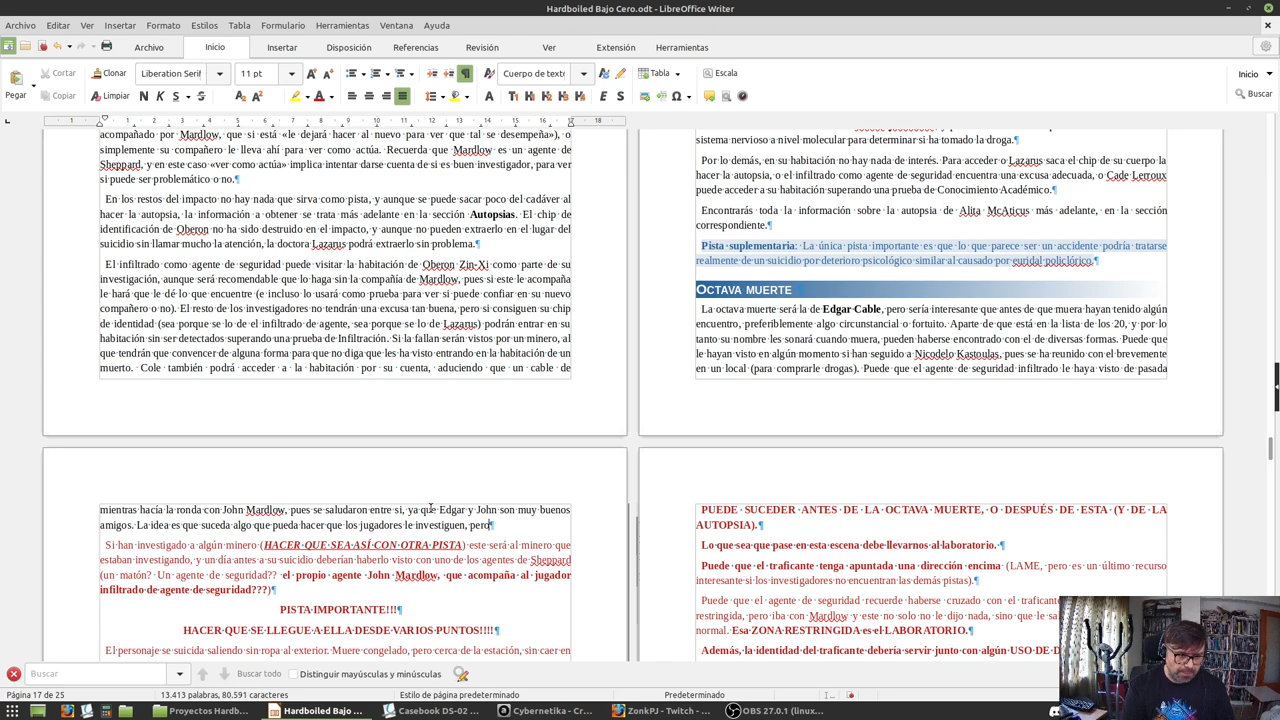 Hardboiled Bajo Cero.odt - LibreOffice Writer
Archivo Editar Ver Insertar Formato Estilos Tabla Formulario Herramientas Ventana Ayuda
Archivo Inicio Insertar Disposición Referencias Revisión Ver Extensión Herramientas
Pegar Cortar Clonar Liberation Serif 11 pt Cuerpo de texto Tabla Escala Inicio
Copiar Limpiar Buscar
acompañado por Mardlow, que sí está «le dejará hacer al nuevo para ver que tal se desempeña»), o
simplemente su compañero le lleva ahí para ver cómo actúa. Recuerda que Mardlow es un agente de
Sheppard, y en este caso «ver como actúa» implica intentar darse cuenta de si es buen investigador, para ver
si puede ser problemático o no.¶
En los restos del impacto no hay nada que sirva como pista, y aunque se puede sacar poco del cadáver al
hacer la autopsia, la información a obtener se trata más adelante en la sección Autopsias. El chip de
identificación de Oberon no ha sido destruido en el impacto, y aunque no pueden extraerlo en el lugar del
suicidio sin llamar mucho la atención, la doctora Lazarus podrá extraerlo sin problema.¶
El infiltrado como agente de seguridad puede visitar la habitación de Oberon Zin-Xi como parte de su
investigación, aunque será recomendable que lo haga sin la compañía de Mardlow, pues si este le acompaña
le hará que le dé lo que encuentre (e incluso lo usará como prueba para ver si puede confiar en su nuevo
compañero o no). El resto de los investigadores no tendrán una excusa tan buena, pero si consiguen su chip
de identidad (sea porque se lo de el infiltrado de agente, sea porque se lo de Lazarus) podrán entrar en su
habitación sin ser detectados superando una prueba de Infiltración. Si la fallan serán vistos por un minero, al
que tendrán que convencer de alguna forma para que no diga que les ha visto entrando en la habitación de
muerto. Cole también podrá acceder a la habitación por su cuenta, aduciendo que un cable de
sistema nervioso a nivel molecular para determinar si ha tomado la droga.¶
Por lo demás, en su habitación no hay nada de interés. Para acceder o Lazarus saca el chip de su cuerpo la
hacer la autopsia, o el infiltrado como agente de seguridad encuentra una excusa adecuada, o Cade Lerroux
puede acceder a su habitación superando una prueba de Conocimiento Académico.¶
Encontrarás toda la información sobre la autopsia de Alita McAticus más adelante, en la sección
correspondiente.¶
Pista suplementaria: La única pista importante es que lo que parece ser un accidente podría tratarse
realmente de un suicidio por deterioro psicológico similar al causado por euridal policlórico.¶
OCTAVA MUERTE¶
La octava muerte será la de Edgar Cable, pero sería interesante que antes de que muera hayan tenido algún
encuentro, preferiblemente algo circunstancial o fortuito. Aparte de que está en la lista de los 20, y por lo
tanto su nombre les sonará cuando muera, pueden haberse encontrado con el de diversas formas. Puede que
le hayan visto en algún momento si han seguido a Nicodelo Kastoulas, pues se ha reunido con el brevemente
en un local (para comprarle drogas). Puede que el agente de seguridad infiltrado le haya visto de pasada
mientras hacía la ronda con John Mardlow, pues se saludaron entre si, ya que Edgar y John son muy buenos
amigos. La idea es que suceda algo que pueda hacer que los jugadores le investiguen, pero¶
Si han investigado a algún minero (HACER QUE SEA ASÍ CON OTRA PISTA) este será al minero que
estaban investigando, y un día antes a su suicidio deberían haberlo visto con uno de los agentes de Sheppard
(un matón? Un agente de seguridad?? el propio agente John Mardlow, que acompaña al jugador
infiltrado de agente de seguridad???)¶
PISTA IMPORTANTE!!!¶
HACER QUE SE LLEGUE A ELLA DESDE VARIOS PUNTOS!!!!¶
El personaje se suicida saliendo sin ropa al exterior. Muere congelado, pero cerca de la estación, sin caer en
PUEDE SUCEDER ANTES DE LA OCTAVA MUERTE, O DESPUÉS DE ESTA (Y DE LA
AUTOPSIA).¶
Lo que sea que pase en esta escena debe llevarnos al laboratorio. ¶
Puede que el traficante tenga apuntada una dirección encima (LAME, pero es un último recurso
interesante si los investigadores no encuentran las demás pistas).¶
Puede que el agente de seguridad recuerde haberse cruzado con el
restringida, pero iba con Mardlow y este no solo no le dijo nada, sino que le
normal. Esa ZONA RESTRINGIDA es el LABORATORIO.¶
Además, la identidad del traficante debería servir junto con algún USO DE
Buscar Buscar todo Distinguir mayúsculas y minúsculas
Página 17 de 25 13.413 palabras, 80.591 caracteres Estilo de página predeterminado Predeterminado
Proyectos Hardb... Hardboiled Bajo ... Casebook DS-02 ... Cybernetika - Cr... ZonkPJ - Twitch - ... OBS 27.0.1 (linux...